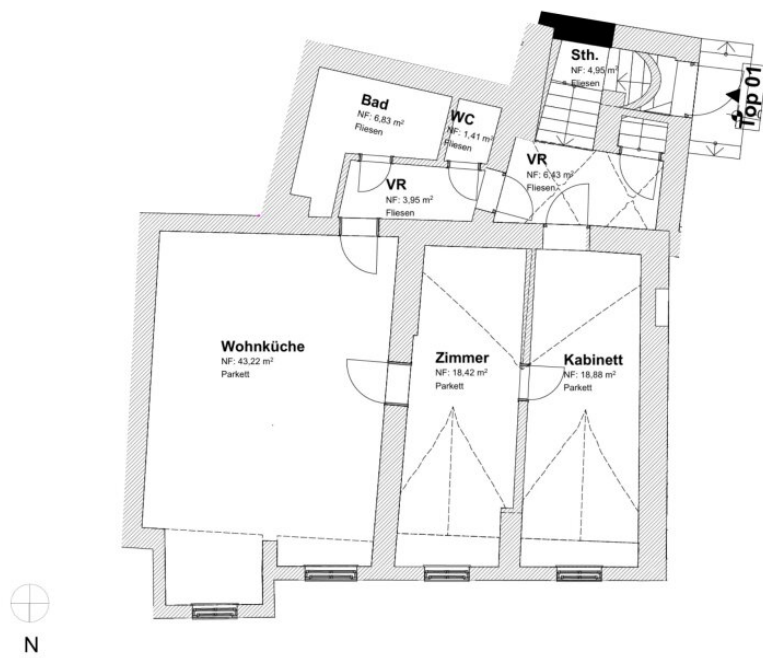 Sth.
NF: 4,95 m²
Fliesen
Top 01
Bad
NF: 6,83 m²
Fliesen
WC
NF: 1,41 m²
Fliesen
VR
NF: 6,43 m²
Fliesen
VR
NF: 3,95 m²
Fliesen
Wohnküche
NF: 43,22 m²
Parkett
Zimmer
NF: 18,42 m²
Parkett
Kabinett
NF: 18,88 m²
Parkett
N